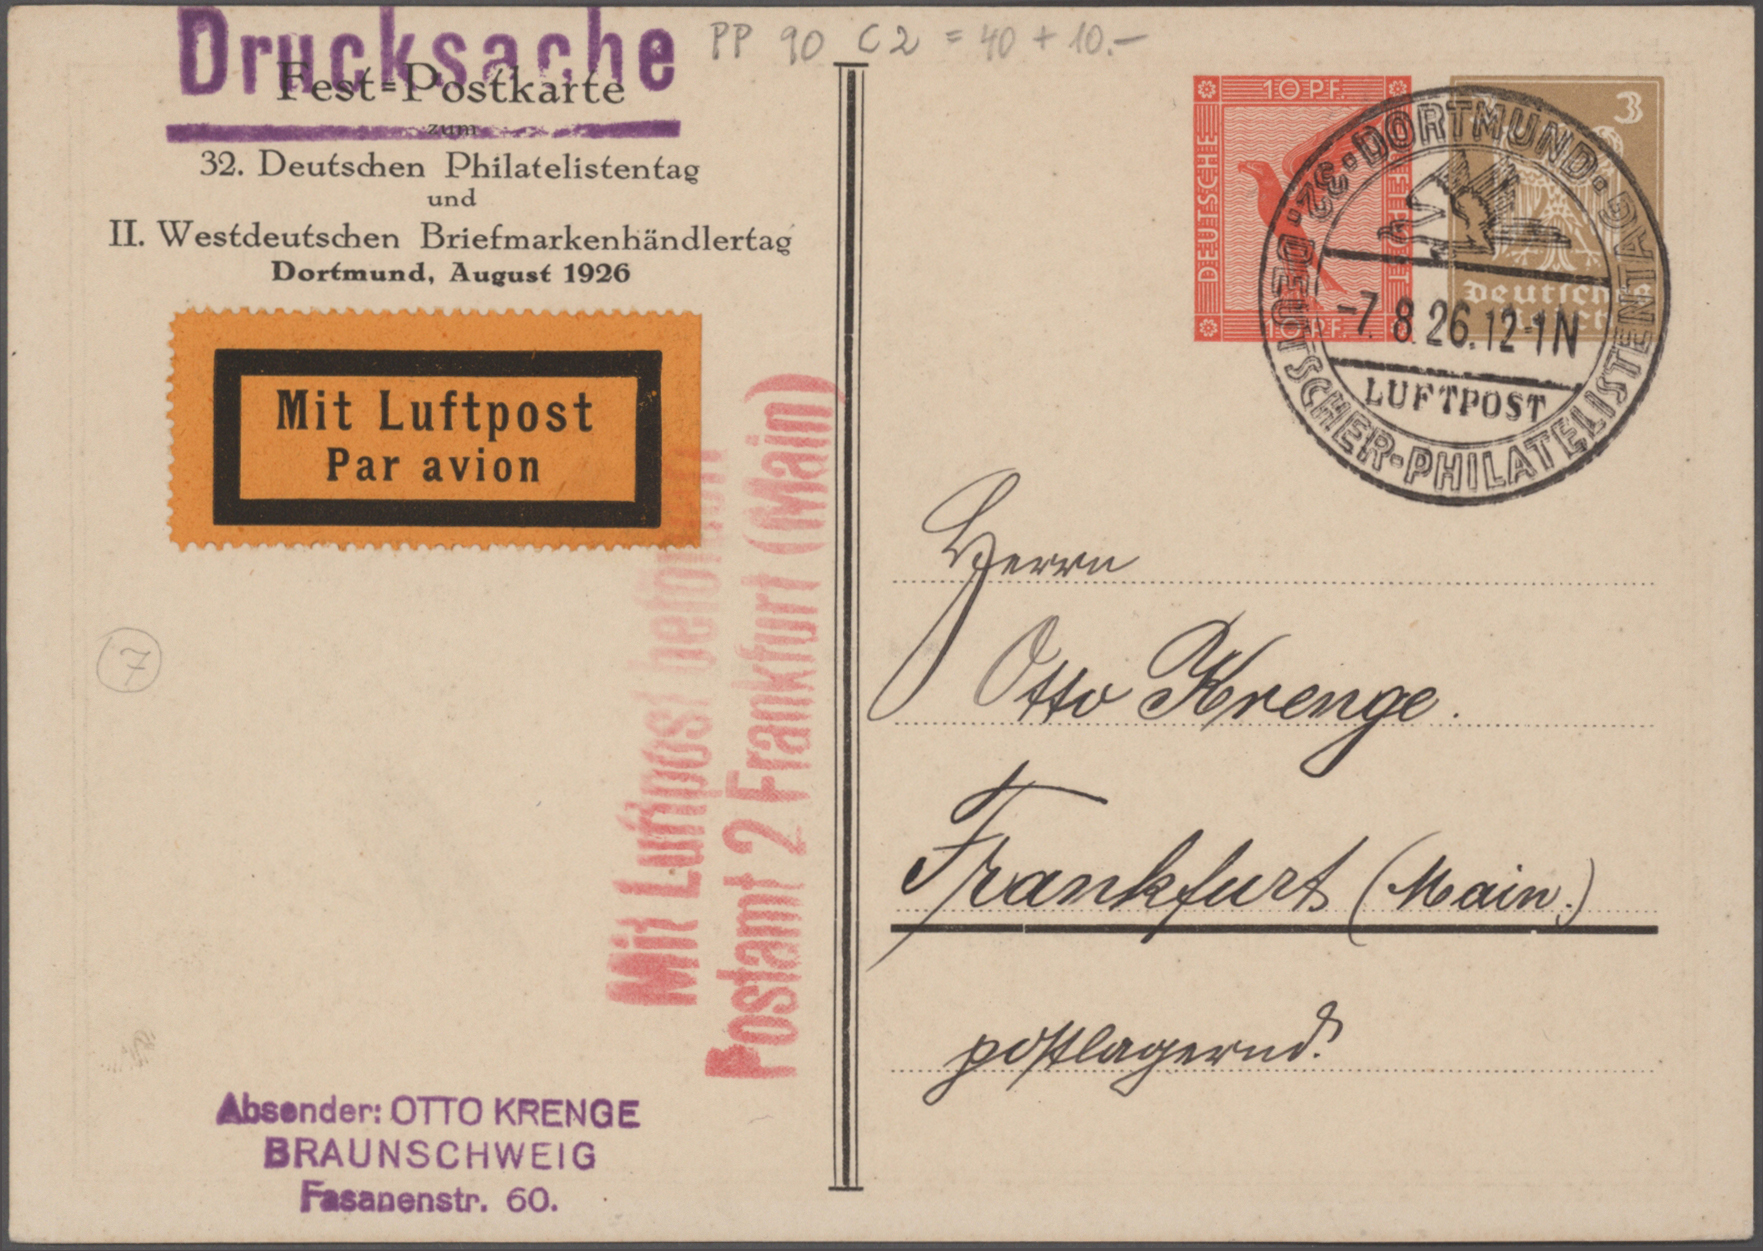 Drucksache
PP 90 C2 = 40 + 10.-
Fest=Postkarte
zum
32. Deutschen Philatelistentag
und
II. Westdeutschen Briefmarkenhändlertag
Dortmund, August 1926
Mit Luftpost
Par avion
10 PF.
DEUTSCHE
10 PF.
3
Deutsches
32. DEUTSCHER-PHILATELISTENTAG · DORTMUND ·
-7.8.26.12-1N
LUFTPOST
Mit Luftpost befördert
Postamt 2 Frankfurt (Main)
Herrn
Otto Krenge.
Frankfurt (Main.)
postlagernd.
7
Absender: OTTO KRENGE
BRAUNSCHWEIG
Fasanenstr. 60.